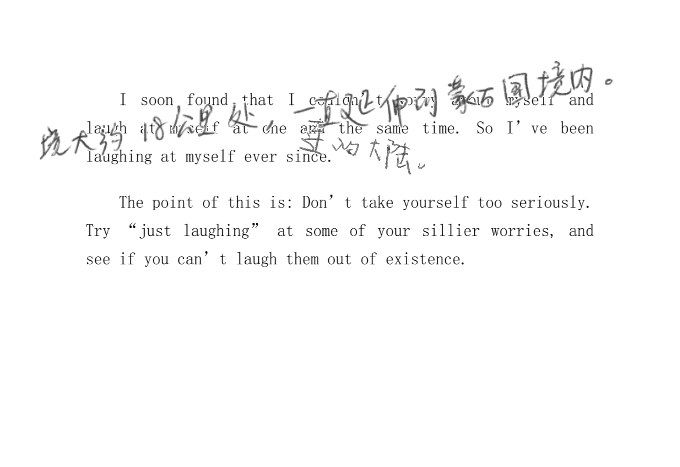 I soon found that I couldn't worry about myself and
境大约18公里处，一直延伸到蒙古国境内。
laugh at myself at one and the same time. So I've been
的大陆。
laughing at myself ever since.
The point of this is: Don't take yourself too seriously.
Try “just laughing” at some of your sillier worries, and
see if you can't laugh them out of existence.